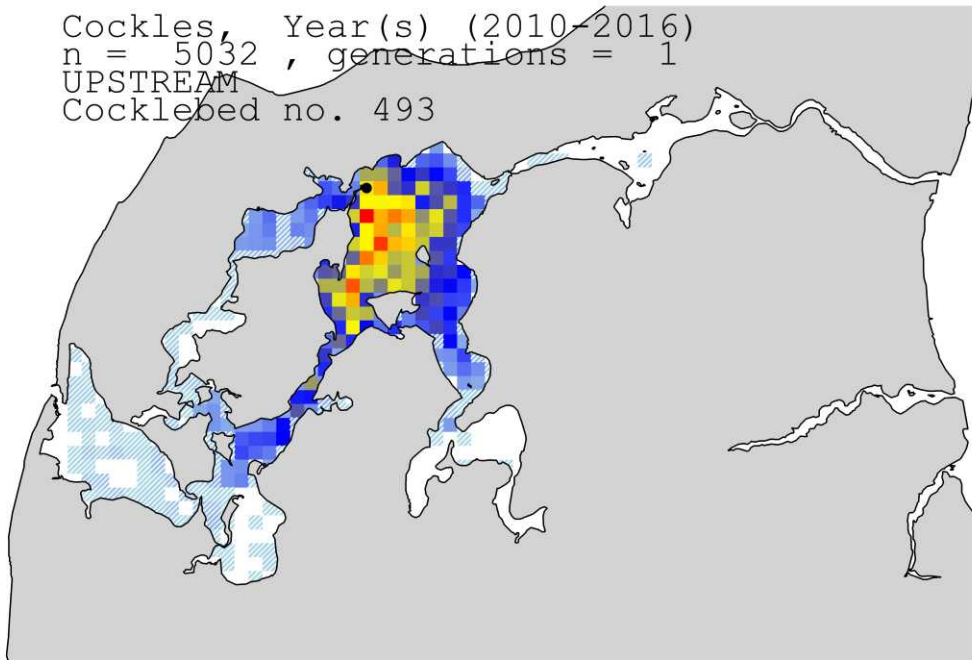 Cockles, Year(s) (2010-2016)
n = 5032 , generations = 1
UPSTREAM
Cocklebed no. 493